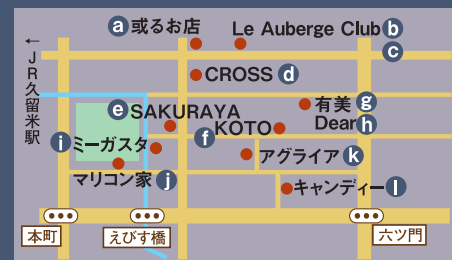 a 或るお店
Le Auberge Club b
c
←JR久留米駅
CROSS d
e SAKURAYA
有美 g
Dear h
f KOTO
i ミーガスタ
アグライア k
マリコン家 j
キャンディー l
本町
えびす橋
六ツ門